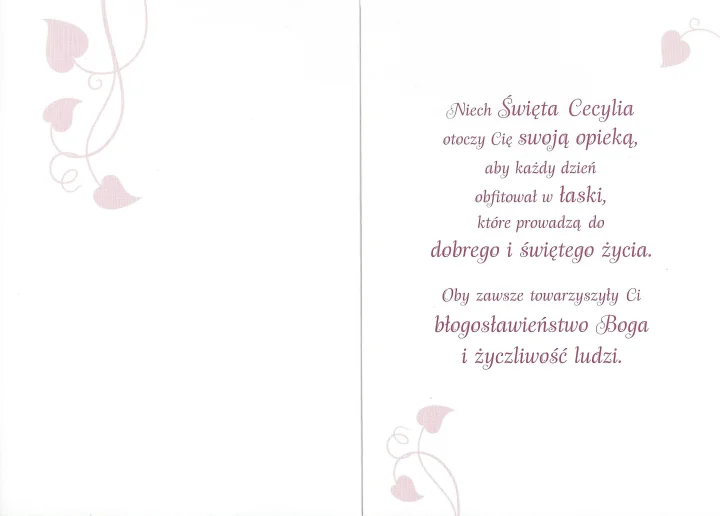 Niech Święta Cecylia
otoczy Cię swoją opieką,
aby każdy dzień
obfitował w łaski,
które prowadzą do
dobrego i świętego życia.
Oby zawsze towarzyszyły Ci
błogosławieństwo Boga
i życzliwość ludzi.